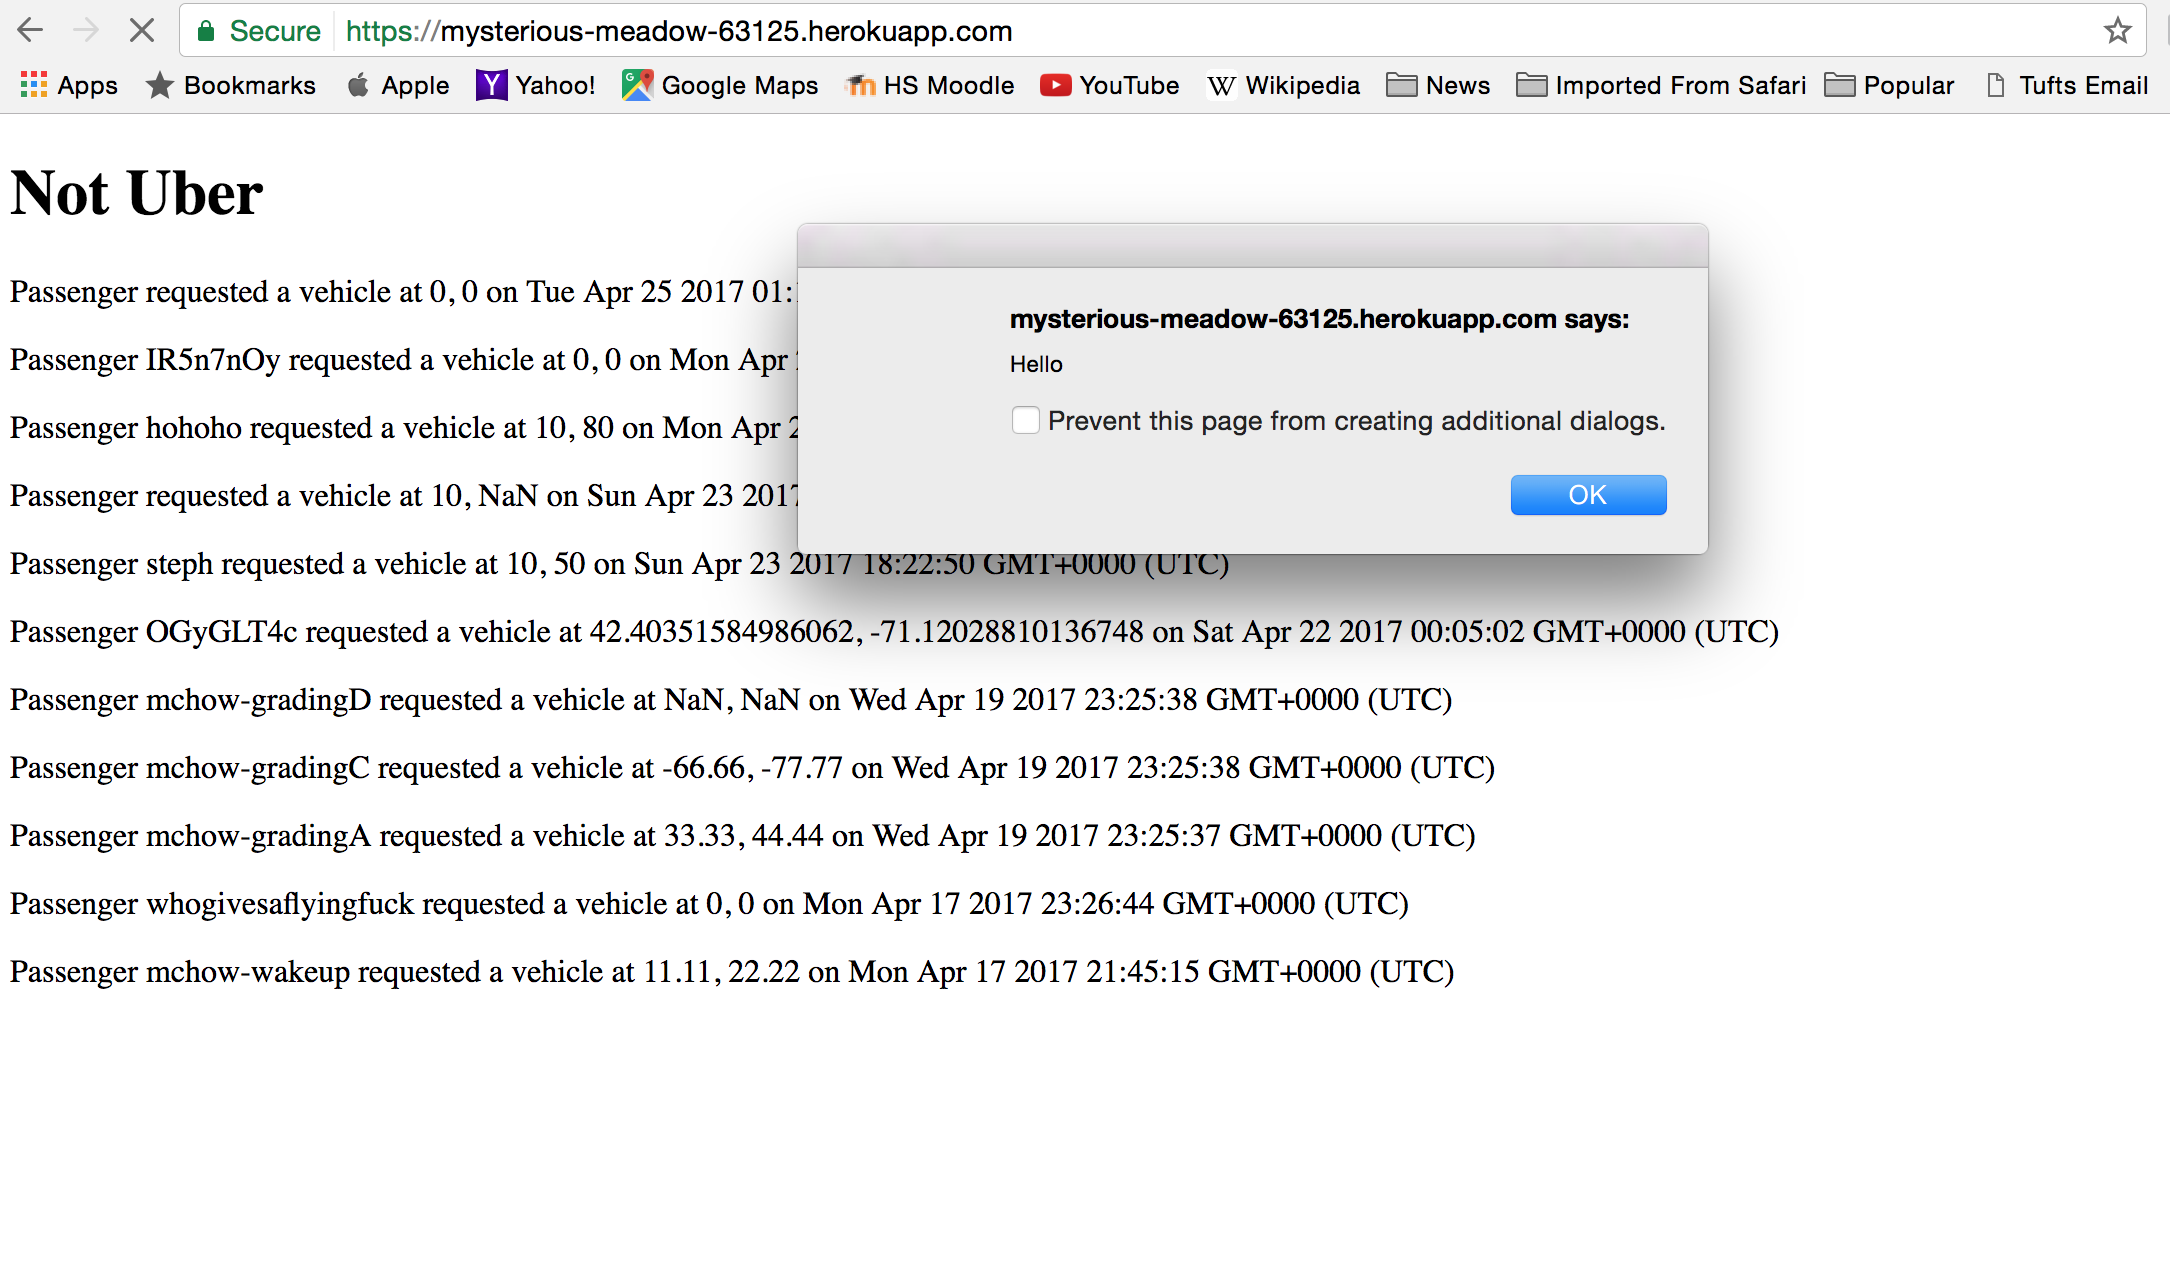 Secure https://mysterious-meadow-63125.herokuapp.com
Apps Bookmarks Apple Yahoo! Google Maps HS Moodle YouTube Wikipedia News Imported From Safari Popular Tufts Email
Not Uber
mysterious-meadow-63125.herokuapp.com says:
Hello
Prevent this page from creating additional dialogs.
OK
Passenger requested a vehicle at 0, 0 on Tue Apr 25 2017 01:
Passenger IR5n7nOy requested a vehicle at 0, 0 on Mon Apr
Passenger hohoho requested a vehicle at 10, 80 on Mon Apr 2
Passenger requested a vehicle at 10, NaN on Sun Apr 23 2017
Passenger steph requested a vehicle at 10, 50 on Sun Apr 23 2017 18:22:50 GMT+0000 (UTC)
Passenger OGyGLT4c requested a vehicle at 42.40351584986062, -71.12028810136748 on Sat Apr 22 2017 00:05:02 GMT+0000 (UTC)
Passenger mchow-gradingD requested a vehicle at NaN, NaN on Wed Apr 19 2017 23:25:38 GMT+0000 (UTC)
Passenger mchow-gradingC requested a vehicle at -66.66, -77.77 on Wed Apr 19 2017 23:25:38 GMT+0000 (UTC)
Passenger mchow-gradingA requested a vehicle at 33.33, 44.44 on Wed Apr 19 2017 23:25:37 GMT+0000 (UTC)
Passenger whogivesaflyingfuck requested a vehicle at 0, 0 on Mon Apr 17 2017 23:26:44 GMT+0000 (UTC)
Passenger mchow-wakeup requested a vehicle at 11.11, 22.22 on Mon Apr 17 2017 21:45:15 GMT+0000 (UTC)